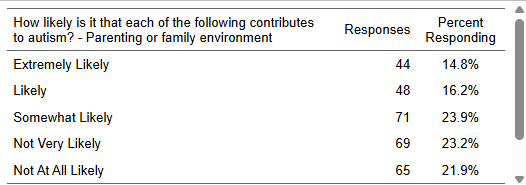 How likely is it that each of the following contributes
to autism? - Parenting or family environment
Responses
Percent
Responding
Extremely Likely 44 14.8%
Likely 48 16.2%
Somewhat Likely 71 23.9%
Not Very Likely 69 23.2%
Not At All Likely 65 21.9%